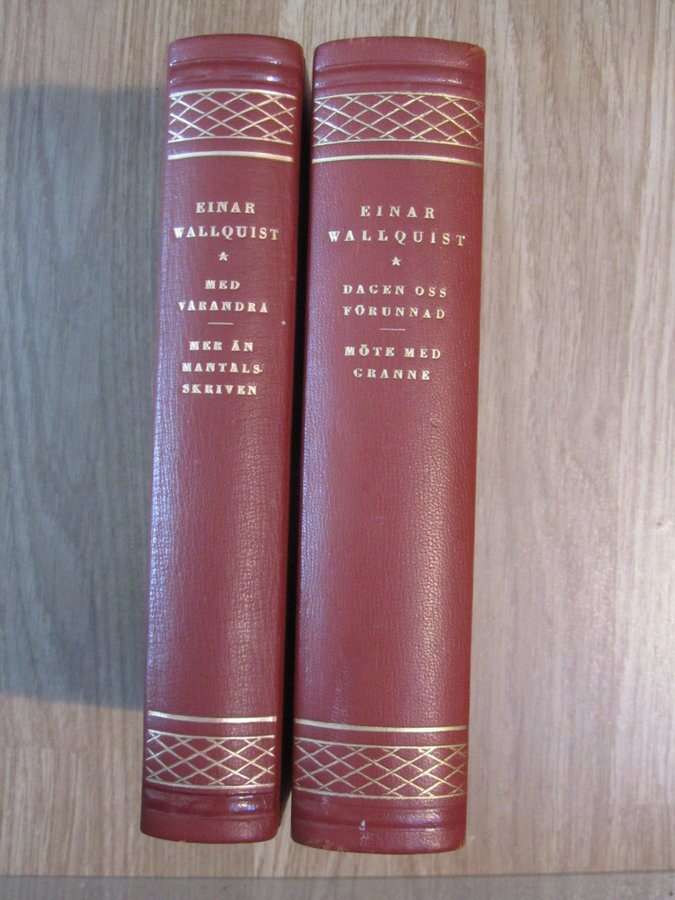 EINAR
WALLQUIST
MED
VARANDRA
MER ÄN
MANTALS-
SKRIVEN
EINAR
WALLQUIST
DAGEN OSS
FÖRUNNAD
MÖTE MED
GRANNE